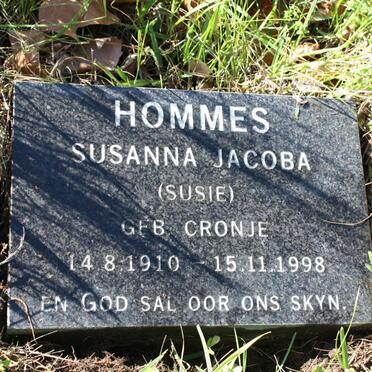 HOMMES
SUSANNA JACOBA
(SUSIE)
GEB. CRONJE
14.8.1910 - 15.11.1998
EN GOD SAL OOR ONS SKYN.